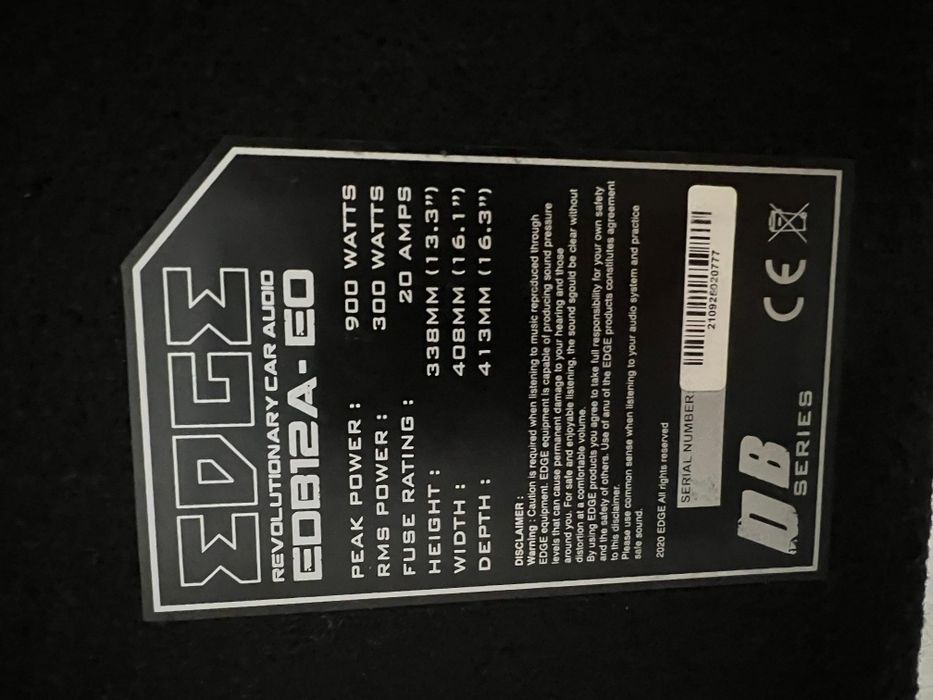 EDGE
REVOLUTIONARY CAR AUDIO
EDB12A-E0
PEAK POWER : 900 WATTS
RMS POWER : 300 WATTS
FUSE RATING : 20 AMPS
HEIGHT : 338MM (13.3")
WIDTH : 408MM (16.1")
DEPTH : 413MM (16.3")
DISCLAIMER :
Warning : Caution is required when listening to music reproduced through
EDGE equipment. EDGE equipment is capable of producing sound pressure
levels that can cause permanent damage to your hearing and those
around you. For safe and enjoyable listening, the sound sgould be clear without
distortion at a comfortable volume.
By using EDGE products you agree to take full responsibility for your own safety
and the safety of others. Use of anu of the EDGE products constitutes agreement
to this disclaimer.
Please use common sense when listening to your audio system and practice
safe sound.
2020 EDGE All rights reserved
SERIAL NUMBER:
210926020777
DB
SERIES
CE